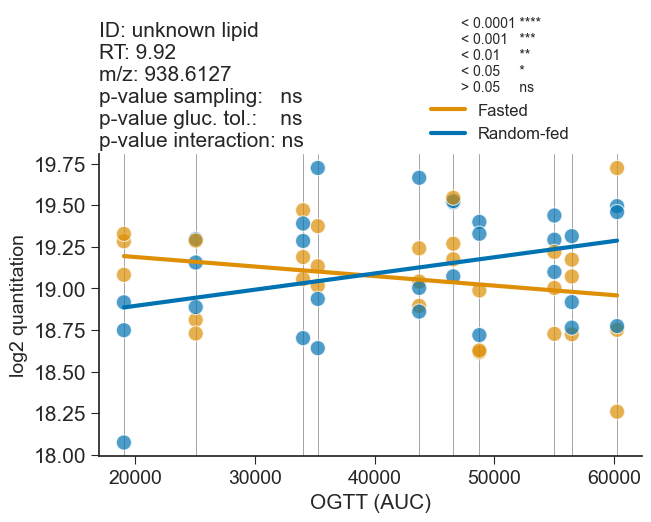 ID: unknown lipid
RT: 9.92
m/z: 938.6127
p-value sampling: ns
p-value gluc. tol.: ns
p-value interaction: ns
< 0.0001 ****
< 0.001 ***
< 0.01 **
< 0.05 *
> 0.05 ns
Fasted
Random-fed
log2 quantitation
19.75
19.50
19.25
19.00
18.75
18.50
18.25
18.00
20000 30000 40000 50000 60000
OGTT (AUC)